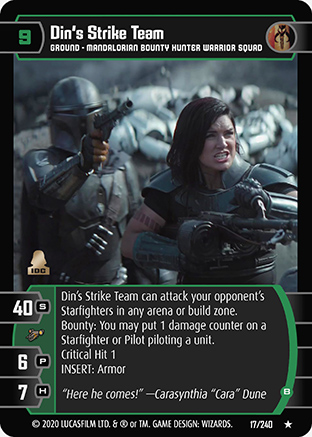 9
Din's Strike Team
GROUND - MANDALORIAN BOUNTY HUNTER WARRIOR SQUAD
IDC
40 S
Din's Strike Team can attack your opponent's
Starfighters in any arena or build zone.
Bounty: You may put 1 damage counter on a
Starfighter or Pilot piloting a unit.
6 P
Critical Hit 1
INSERT: Armor
7 H
"Here he comes!" —Carasynthia "Cara" Dune
B
© 2020 LUCASFILM LTD. & ® or TM. GAME DESIGN: WIZARDS.
17/240